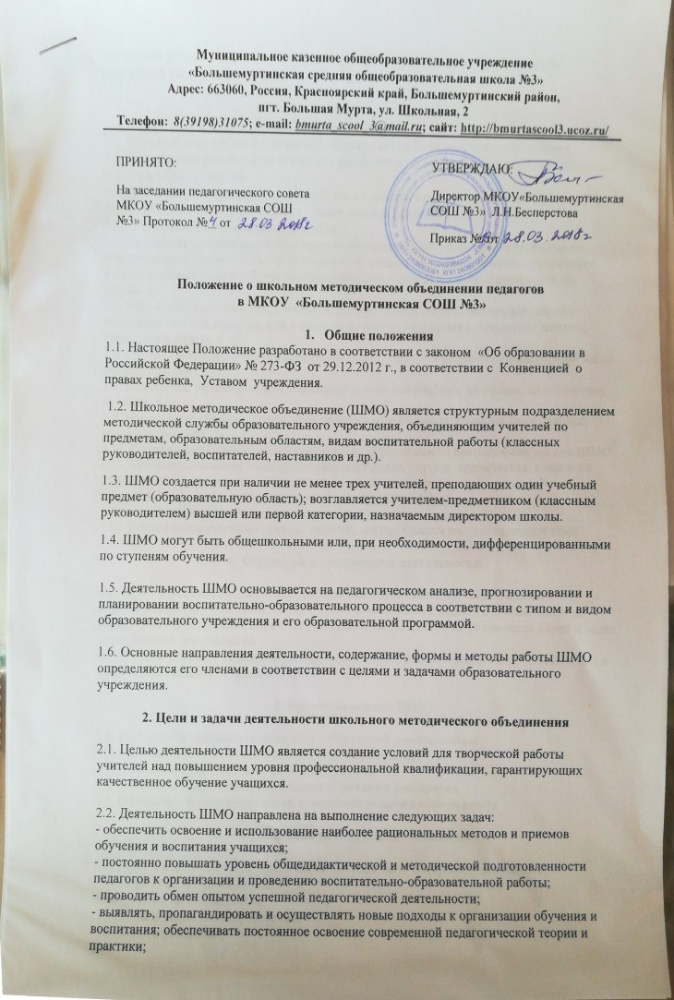 Муниципальное казенное общеобразовательное учреждение
«Большемуртинская средняя общеобразовательная школа №3»
Адрес: 663060, Россия, Красноярский край, Большемуртинский район,
пгт. Большая Мурта, ул. Школьная, 2
Телефон: 8(39198)31075; e-mail: bmurta_scool_3@mail.ru; сайт: http://bmurtascool3.ucoz.ru/
ПРИНЯТО:
На заседании педагогического совета
МКОУ «Большемуртинская СОШ
№3» Протокол №4 от 28.03 2018г
УТВЕРЖДАЮ:
Директор МКОУ«Большемуртинская
СОШ №3» Л.Н.Бесперстова
Приказ № от 28.03. 2018г
Положение о школьном методическом объединении педагогов
в МКОУ «Большемуртинская СОШ №3»
1. Общие положения
1.1. Настоящее Положение разработано в соответствии с законом «Об образовании в
Российской Федерации» № 273-ФЗ от 29.12.2012 г., в соответствии с Конвенцией о
правах ребенка, Уставом учреждения.
1.2. Школьное методическое объединение (ШМО) является структурным подразделением
методической службы образовательного учреждения, объединяющим учителей по
предметам, образовательным областям, видам воспитательной работы (классных
руководителей, воспитателей, наставников и др.).
1.3. ШМО создается при наличии не менее трех учителей, преподающих один учебный
предмет (образовательную область); возглавляется учителем-предметником (классным
руководителем) высшей или первой категории, назначаемым директором школы.
1.4. ШМО могут быть общешкольными или, при необходимости, дифференцированными
по ступеням обучения.
1.5. Деятельность ШМО основывается на педагогическом анализе, прогнозировании и
планировании воспитательно-образовательного процесса в соответствии с типом и видом
образовательного учреждения и его образовательной программой.
1.6. Основные направления деятельности, содержание, формы и методы работы ШМО
определяются его членами в соответствии с целями и задачами образовательного
учреждения.
2. Цели и задачи деятельности школьного методического объединения
2.1. Целью деятельности ШМО является создание условий для творческой работы
учителей над повышением уровня профессиональной квалификации, гарантирующих
качественное обучение учащихся.
2.2. Деятельность ШМО направлена на выполнение следующих задач:
- обеспечить освоение и использование наиболее рациональных методов и приемов
обучения и воспитания учащихся;
- постоянно повышать уровень общедидактической и методической подготовленности
педагогов к организации и проведению воспитательно-образовательной работы;
- проводить обмен опытом успешной педагогической деятельности;
- выявлять, пропагандировать и осуществлять новые подходы к организации обучения и
воспитания; обеспечивать постоянное освоение современной педагогической теории и
практики;